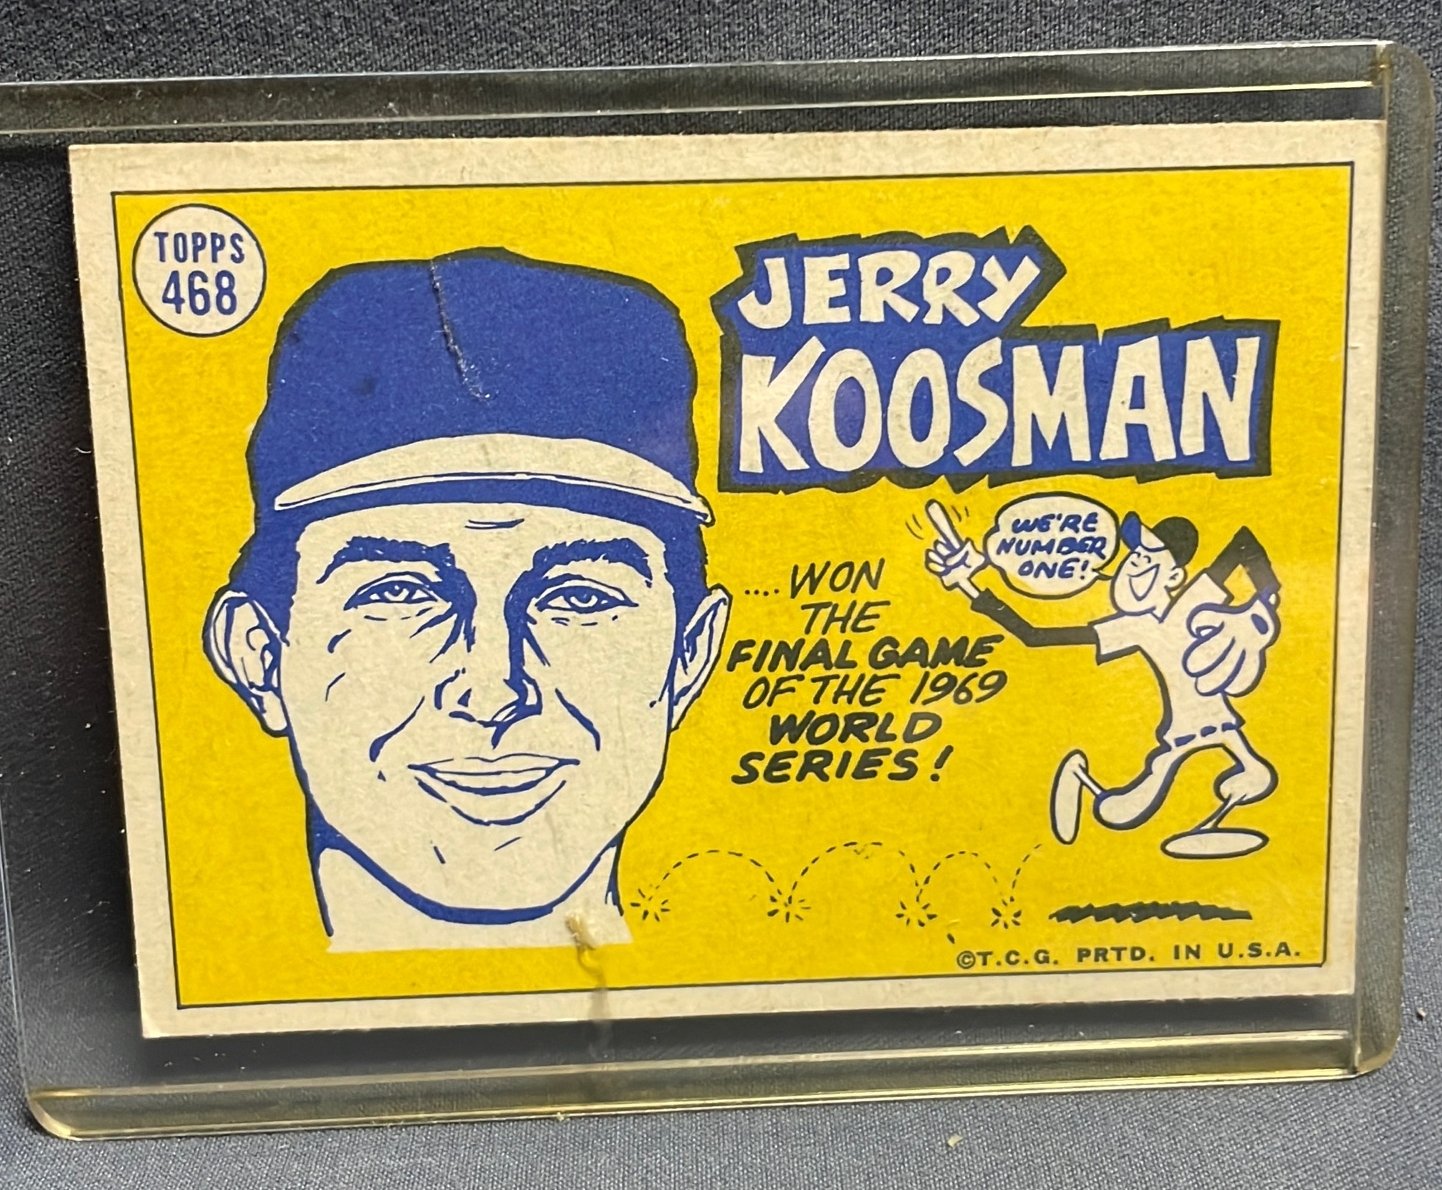 TOPPS
468
JERRY
KOOSMAN
WE'RE
NUMBER
ONE!
....WON
THE
FINAL GAME
OF THE 1969
WORLD
SERIES!
©T.C.G. PRTD. IN U.S.A.